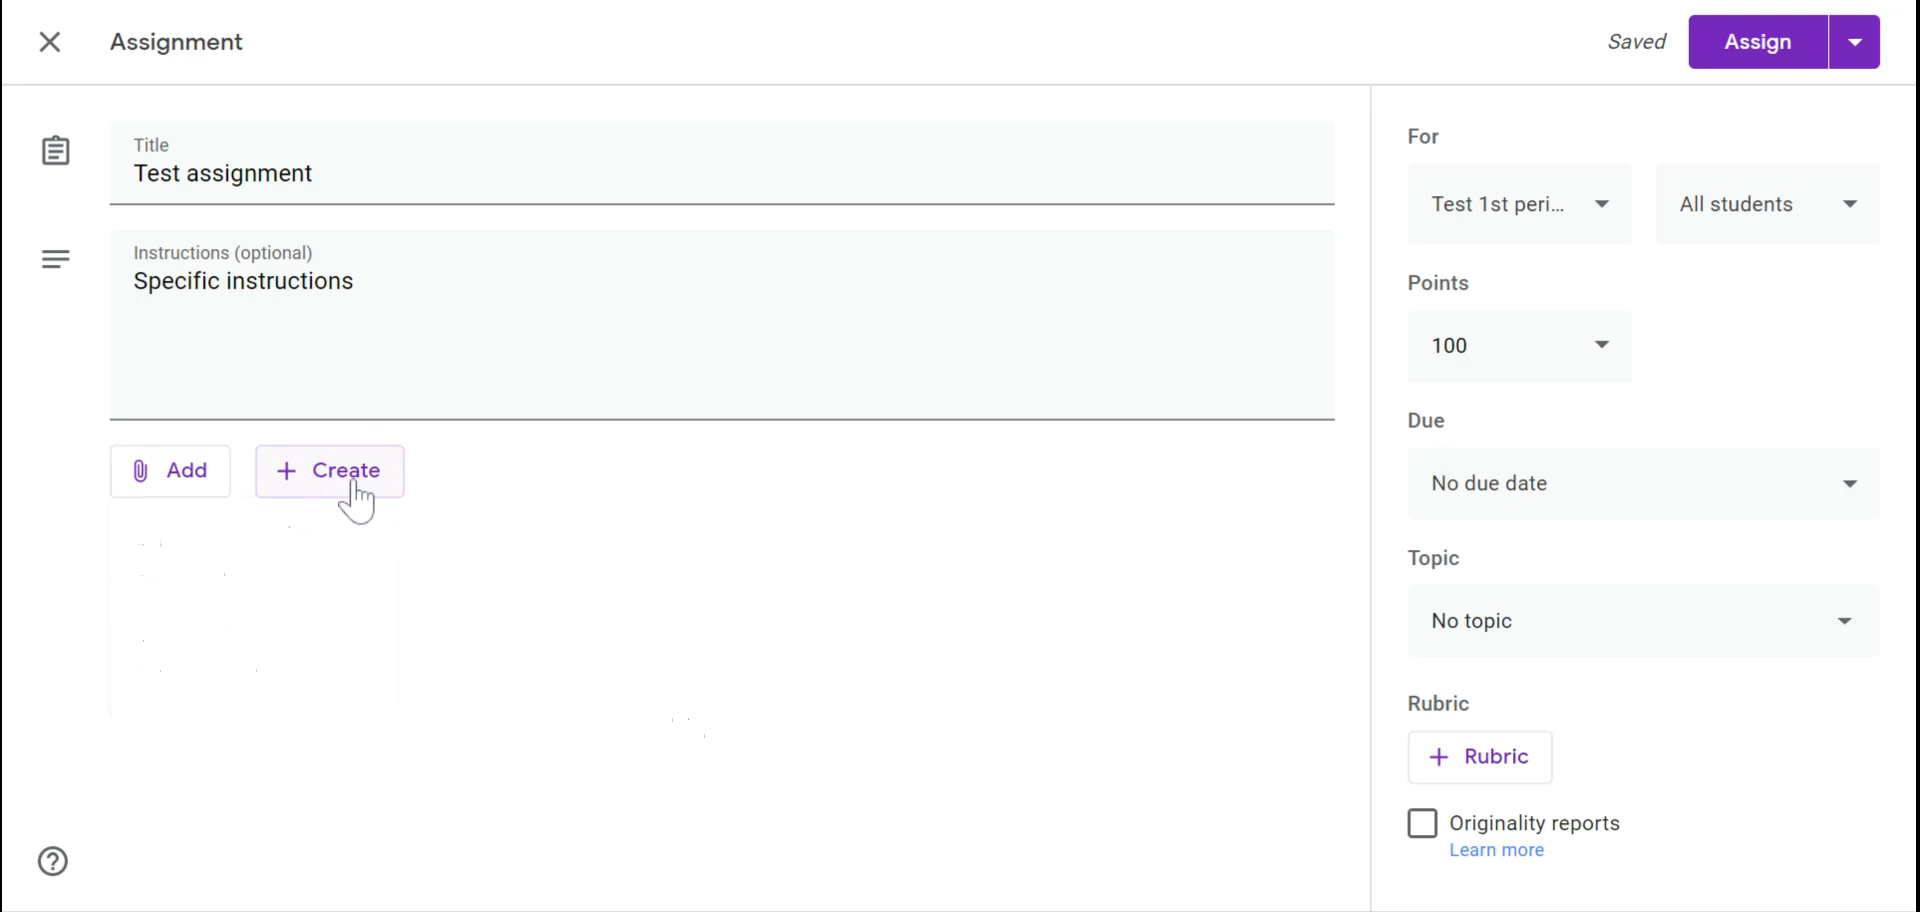 Assignment
Saved
Assign
Title
Test assignment
Instructions (optional)
Specific instructions
Add
Create
For
Test 1st peri...
All students
Points
100
Due
No due date
Topic
No topic
Rubric
Rubric
Originality reports
Learn more